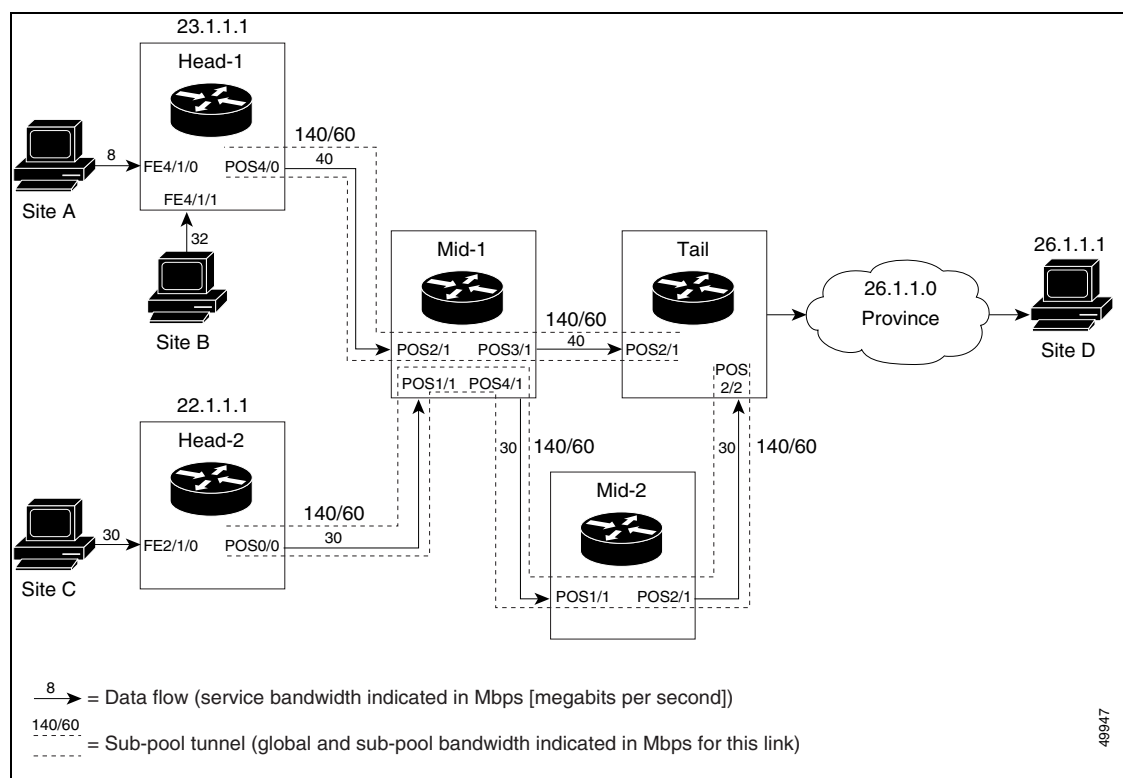 23.1.1.1
Head-1
140/60
8
FE4/1/0
POS4/0
40
FE4/1/1
Site A
32
Site B
Mid-1
Tail
26.1.1.1
26.1.1.0
Province
Site D
140/60
POS2/1
POS3/1
40
POS2/1
POS1/1
POS4/1
POS
2/2
22.1.1.1
Head-2
30
140/60
30
140/60
Mid-2
140/60
30
FE2/1/0
POS0/0
30
Site C
POS1/1
POS2/1
8 = Data flow (service bandwidth indicated in Mbps [megabits per second])
140/60 = Sub-pool tunnel (global and sub-pool bandwidth indicated in Mbps for this link)
49947